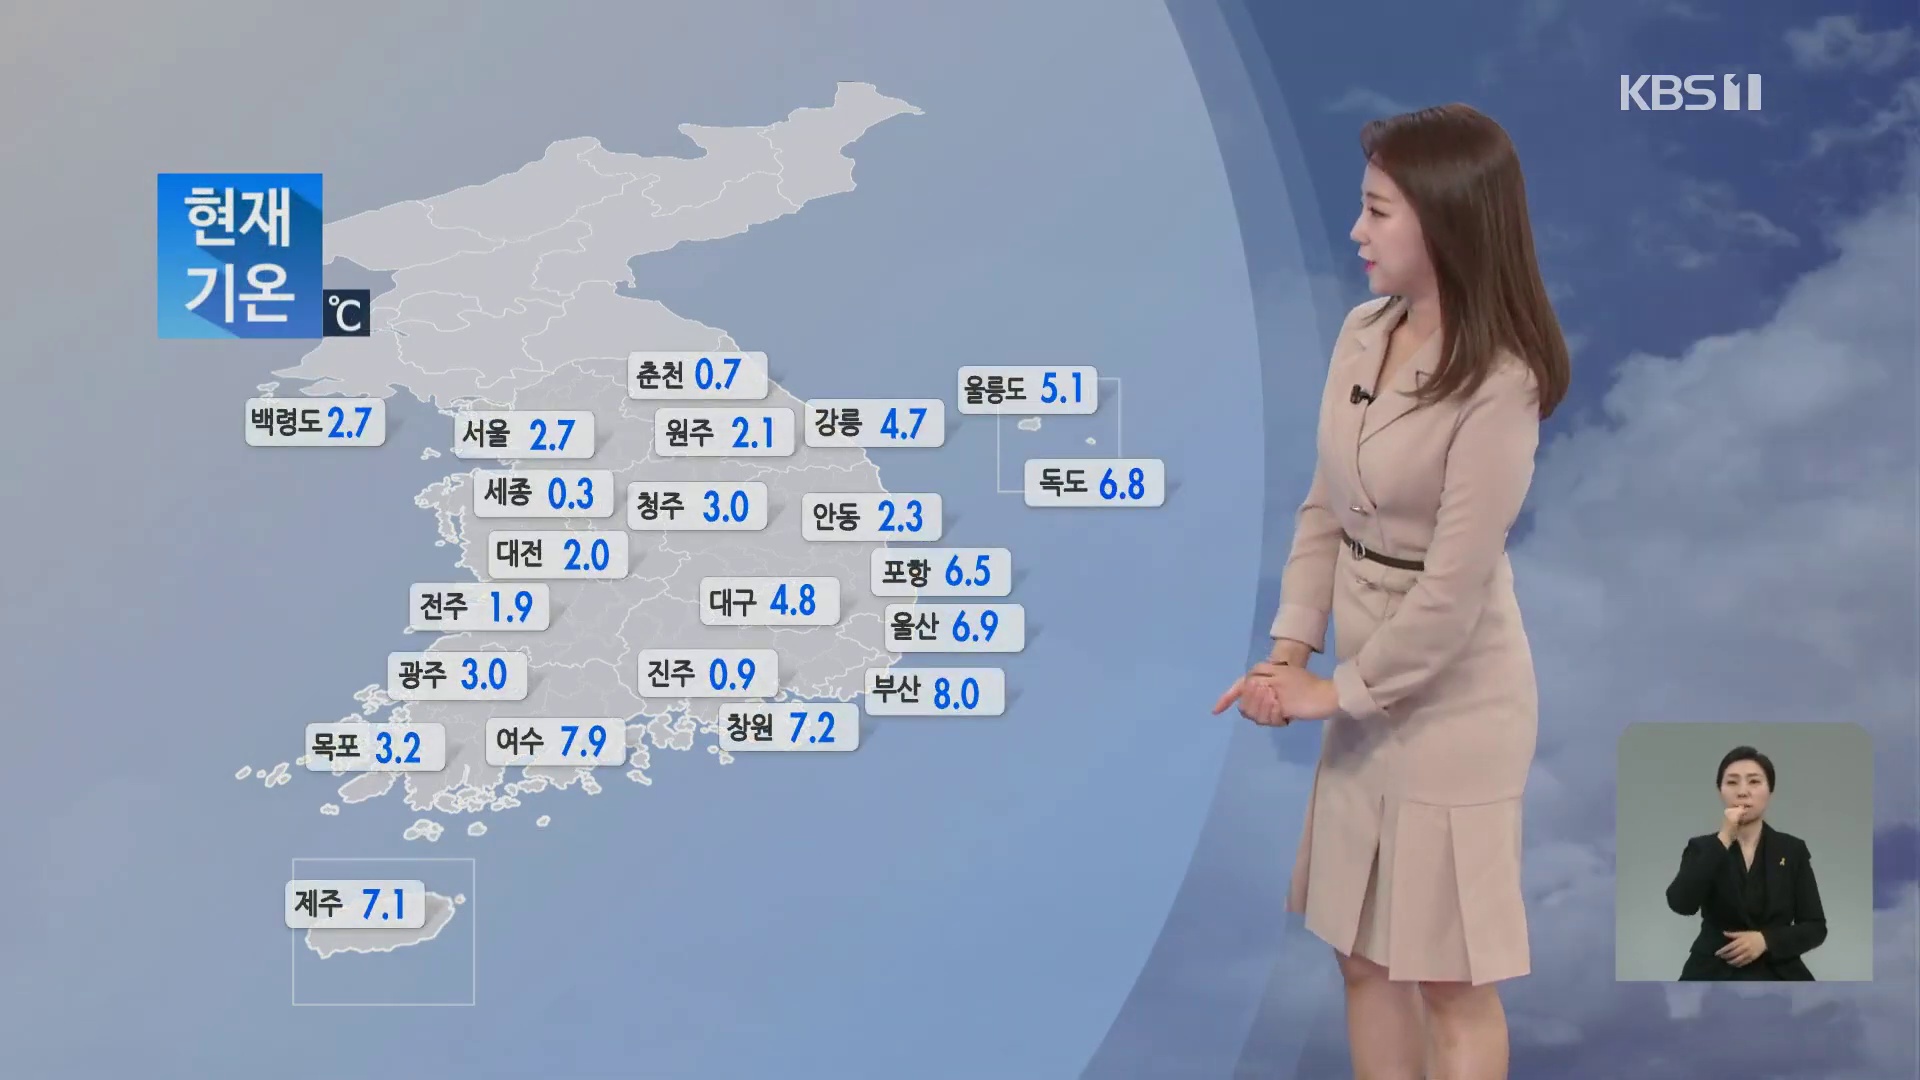 KBS 1
현재
기온
℃
춘천 0.7
울릉도 5.1
백령도 2.7
서울 2.7
원주 2.1
강릉 4.7
독도 6.8
세종 0.3
청주 3.0
안동 2.3
대전 2.0
포항 6.5
전주 1.9
대구 4.8
울산 6.9
광주 3.0
진주 0.9
부산 8.0
목포 3.2
여수 7.9
창원 7.2
제주 7.1